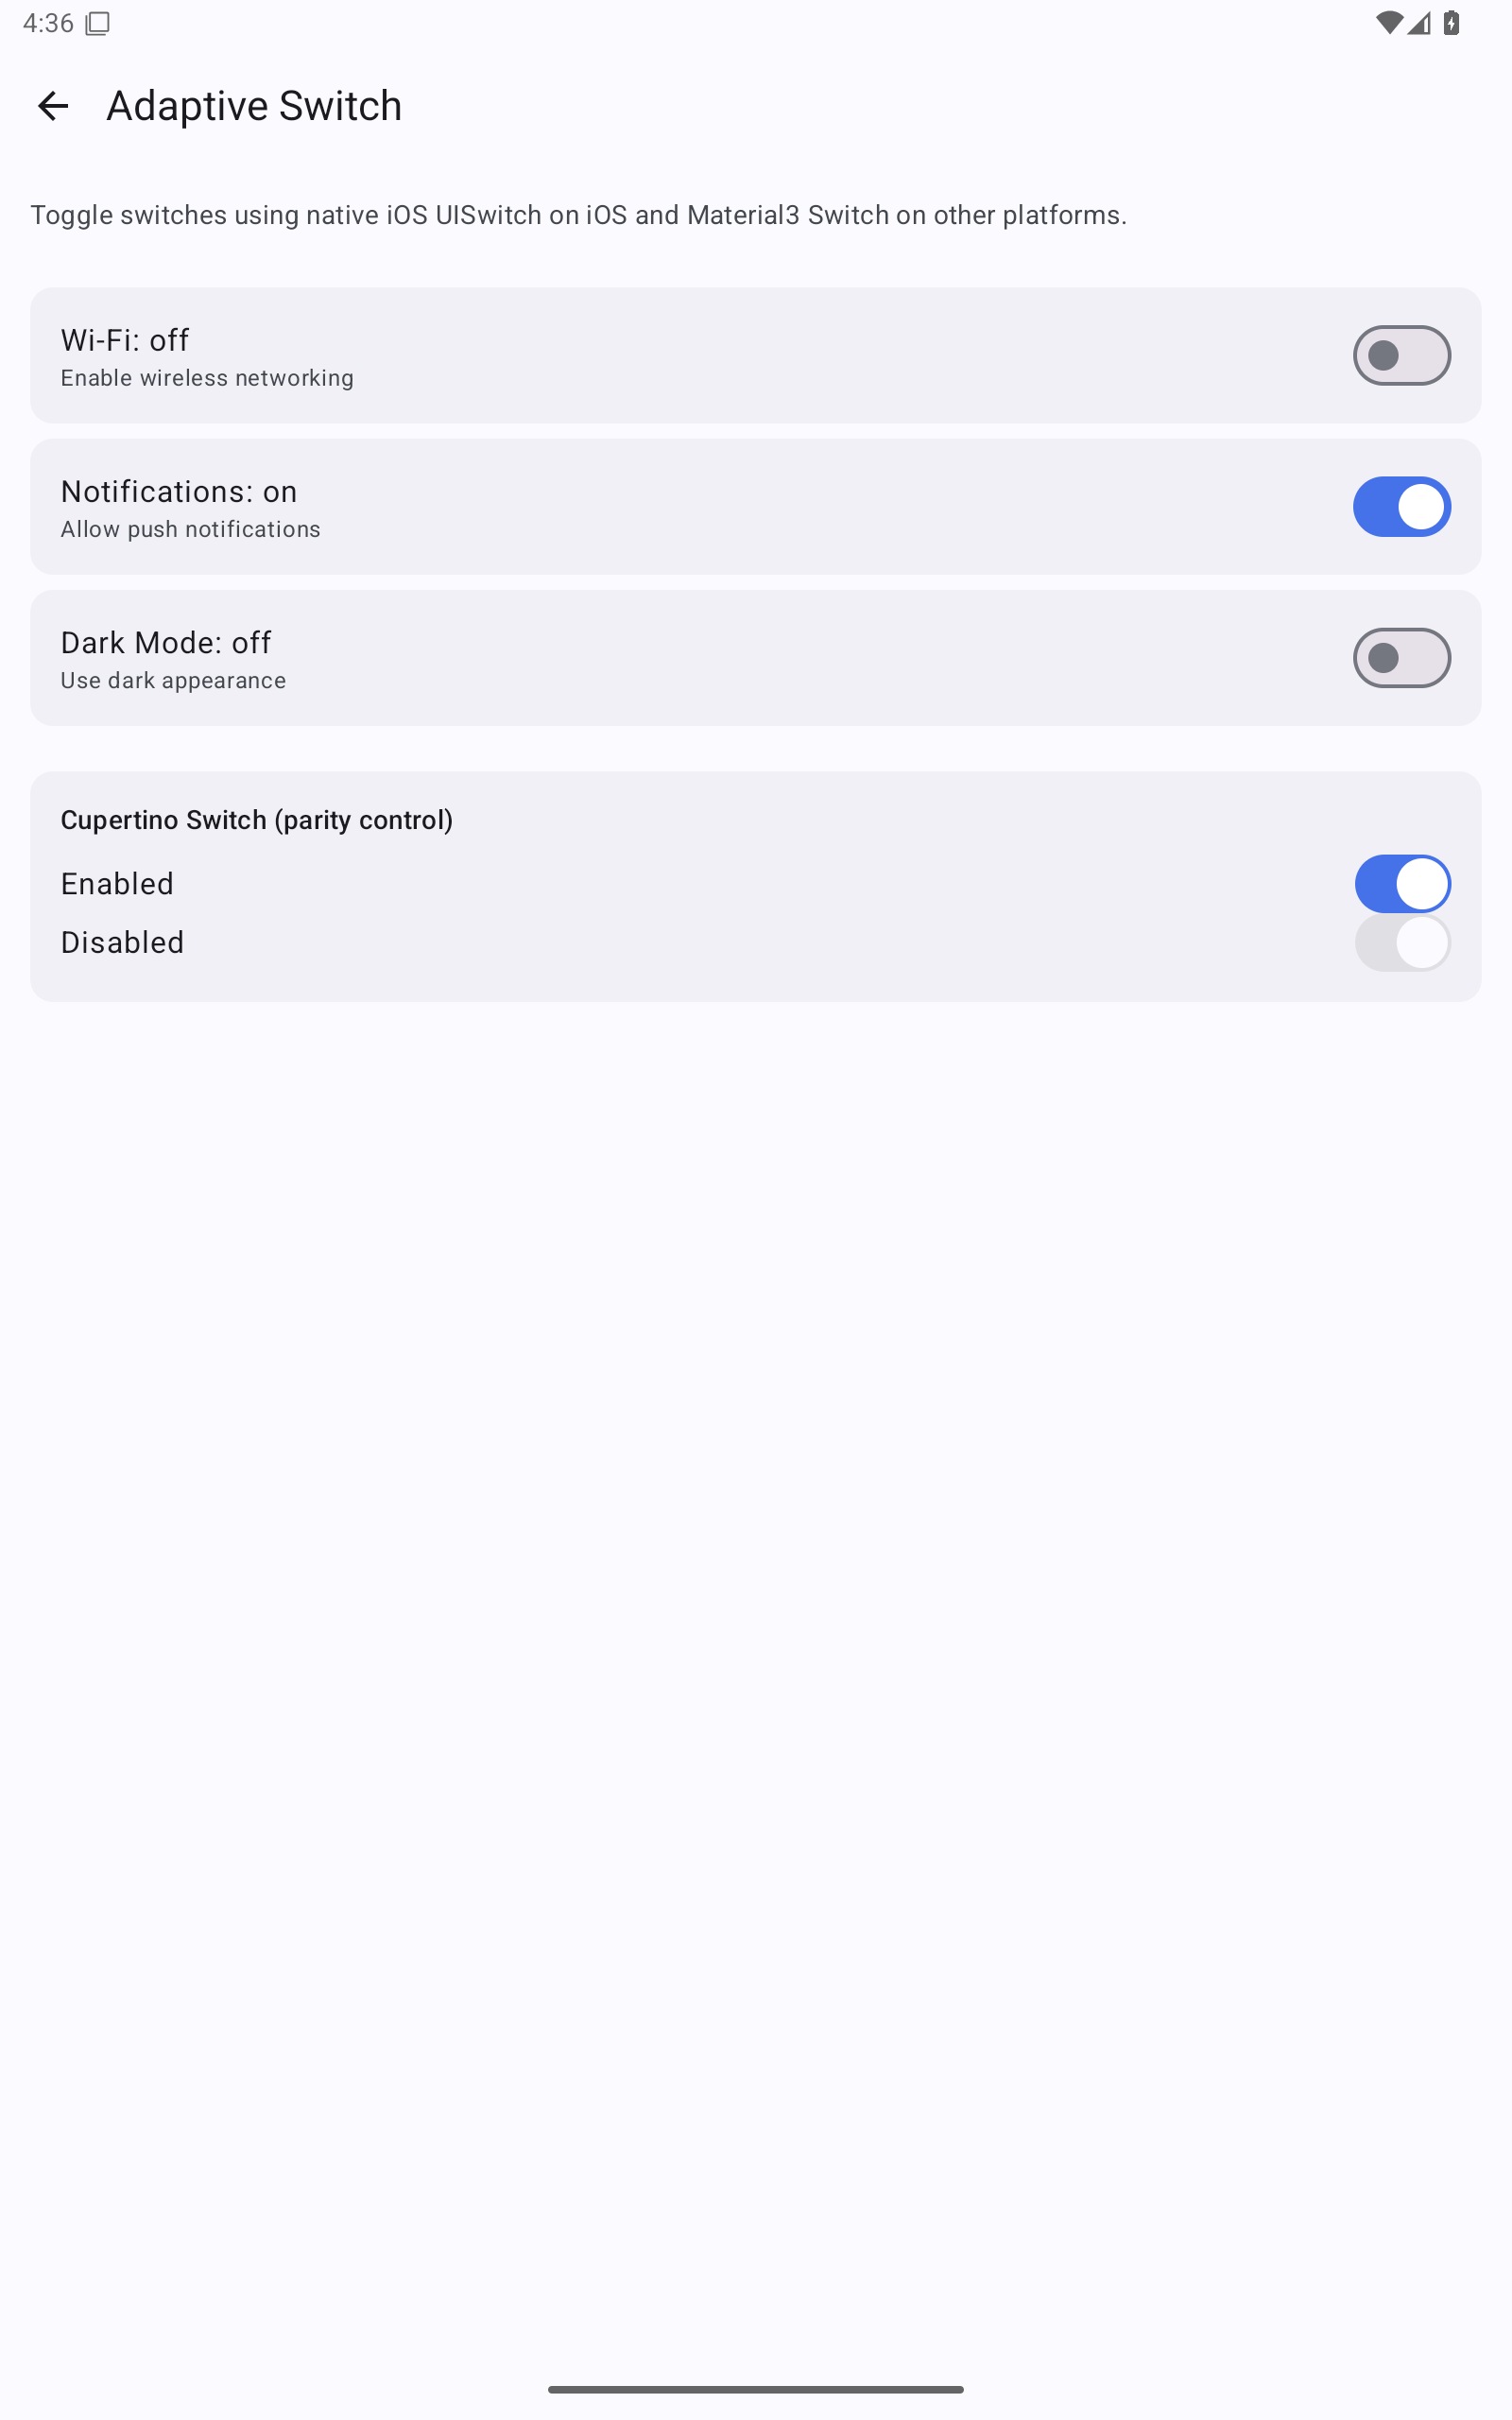 4:36
Adaptive Switch
Toggle switches using native iOS UISwitch on iOS and Material3 Switch on other platforms.
Wi-Fi: off
Enable wireless networking
Notifications: on
Allow push notifications
Dark Mode: off
Use dark appearance
Cupertino Switch (parity control)
Enabled
Disabled